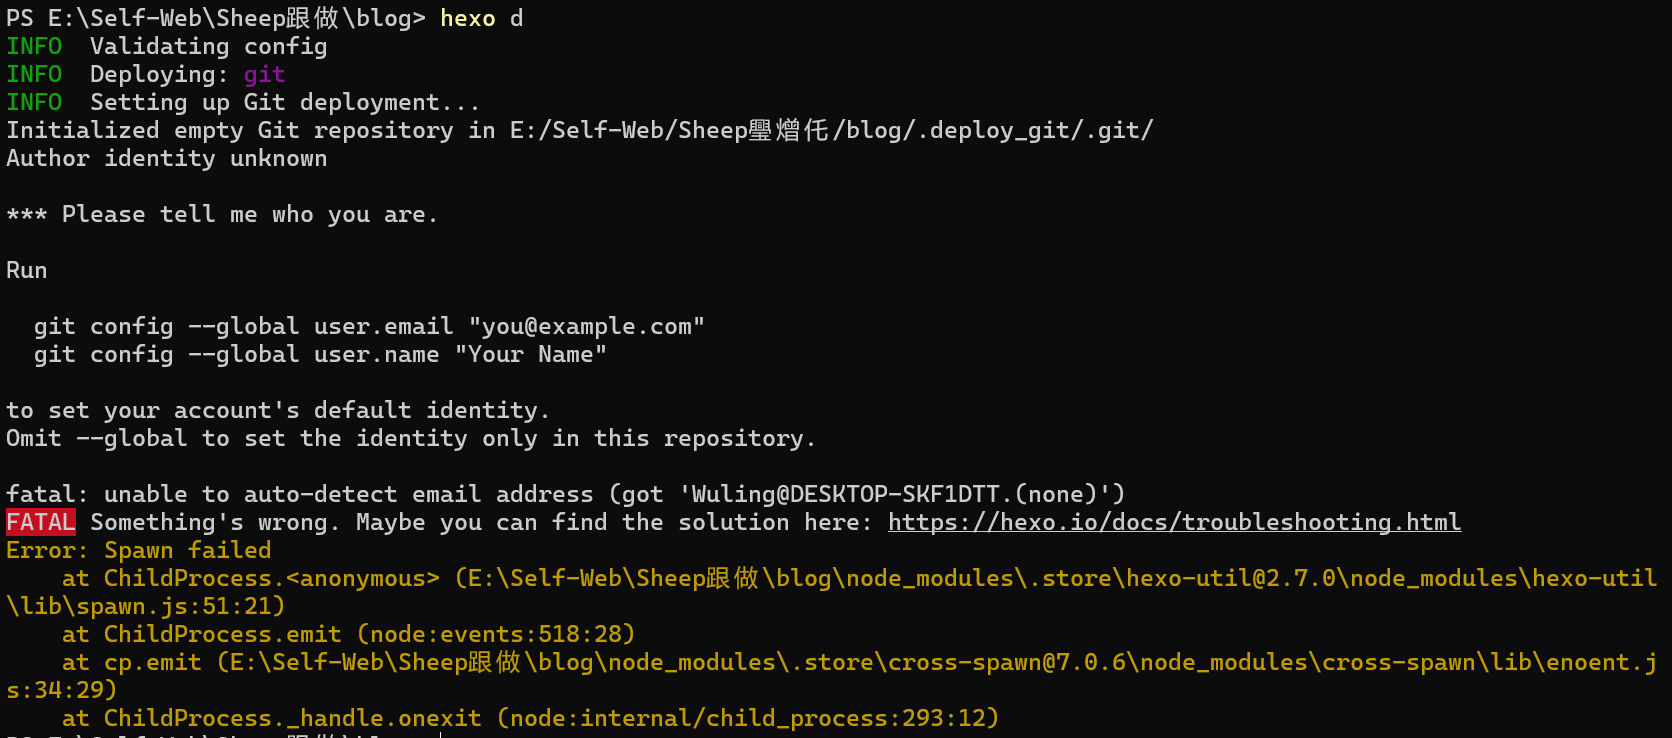 PS E:\Self-Web\Sheep跟做\blog> hexo d
INFO  Validating config
INFO  Deploying: git
INFO  Setting up Git deployment...
Initialized empty Git repository in E:/Self-Web/Sheep璺熷仛/blog/.deploy_git/.git/
Author identity unknown

*** Please tell me who you are.

Run

  git config --global user.email "you@example.com"
  git config --global user.name "Your Name"

to set your account's default identity.
Omit --global to set the identity only in this repository.

fatal: unable to auto-detect email address (got 'Wuling@DESKTOP-SKF1DTT.(none)')
FATAL Something's wrong. Maybe you can find the solution here: https://hexo.io/docs/troubleshooting.html
Error: Spawn failed
    at ChildProcess.<anonymous> (E:\Self-Web\Sheep跟做\blog\node_modules\.store\hexo-util@2.7.0\node_modules\hexo-util
\lib\spawn.js:51:21)
    at ChildProcess.emit (node:events:518:28)
    at cp.emit (E:\Self-Web\Sheep跟做\blog\node_modules\.store\cross-spawn@7.0.6\node_modules\cross-spawn\lib\enoent.j
s:34:29)
    at ChildProcess._handle.onexit (node:internal/child_process:293:12)